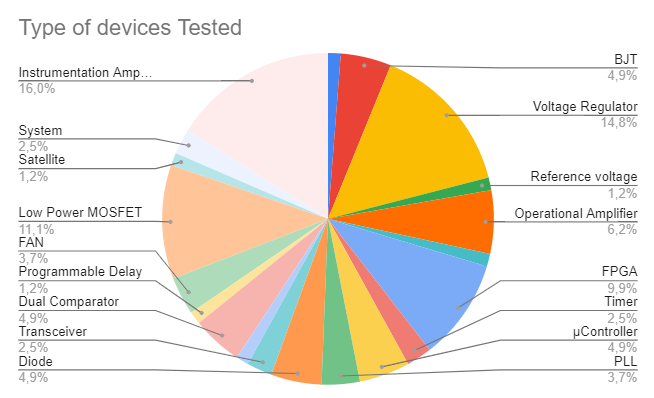 Type of devices Tested
Instrumentation Amp…
16,0%
System
2,5%
Satellite
1,2%
Low Power MOSFET
11,1%
FAN
3,7%
Programmable Delay
1,2%
Dual Comparator
4,9%
Transceiver
2,5%
Diode
4,9%
BJT
4,9%
Voltage Regulator
14,8%
Reference voltage
1,2%
Operational Amplifier
6,2%
FPGA
9,9%
Timer
2,5%
µController
4,9%
PLL
3,7%